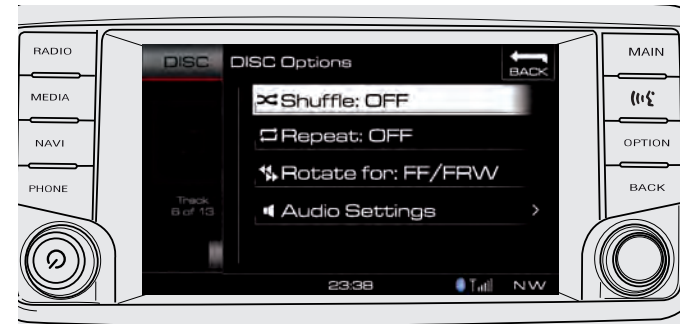 RADIO
MEDIA
NAVI
PHONE
DISC
DISC Options
BACK
Shuffle: OFF
Repeat: OFF
Rotate for: FF/FRW
Audio Settings
Track
6 of 13
23:38
NW
MAIN
OPTION
BACK